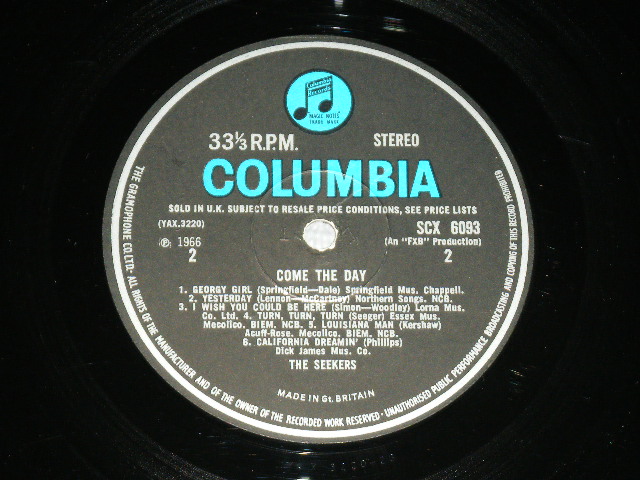 Columbia
Records
MAGIC NOTES
TRADE MARK
33⅓ R.P.M. STEREO
COLUMBIA
SOLD IN U.K. SUBJECT TO RESALE PRICE CONDITIONS, SEE PRICE LISTS
(YAX.3220) SCX 6093
Ⓟ 1966 (An "FXB" Production)
2 2
COME THE DAY
1. GEORGY GIRL (Springfield—Dale) Springfield Mus. Chappell.
2. YESTERDAY (Lennon—McCartney) Northern Songs. NCB.
3. I WISH YOU COULD BE HERE (Simon—Woodley) Lorna Mus.
Co. Ltd. 4. TURN, TURN, TURN (Seeger) Essex Mus.
Mecolico. BIEM. NCB. 5. LOUISIANA MAN (Kershaw)
Acuff-Rose. Mecolico. BIEM. NCB.
6. CALIFORNIA DREAMIN' (Phillips)
Dick James Mus. Co.
THE SEEKERS
MADE IN Gt. BRITAIN
THE GRAMOPHONE CO. LTD. · ALL RIGHTS OF THE MANUFACTURER AND OF THE OWNER OF THE RECORDED WORK RESERVED · UNAUTHORISED PUBLIC PERFORMANCE BROADCASTING AND COPYING OF THIS RECORD PROHIBITED